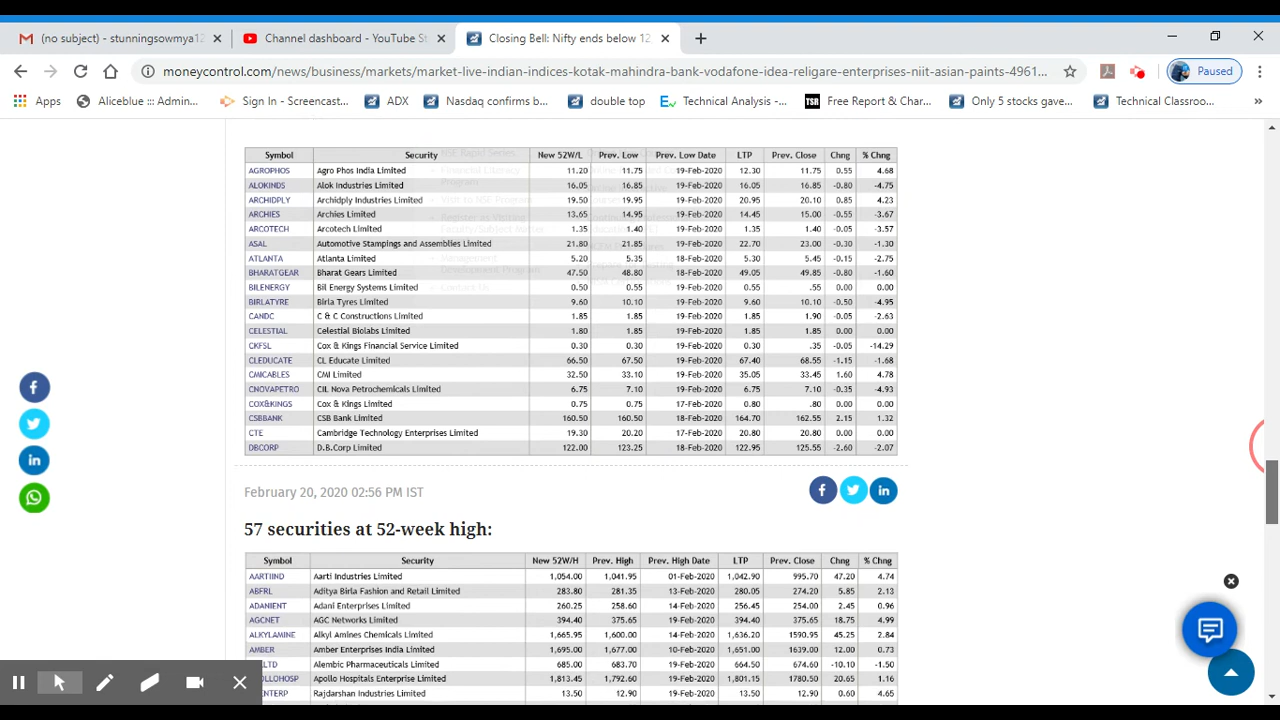 (no subject) - stunningsowmya12
Channel dashboard - YouTube St
Closing Bell: Nifty ends below 12,
moneycontrol.com/news/business/markets/market-live-indian-indices-kotak-mahindra-bank-vodafone-idea-religare-enterprises-niit-asian-paints-4961...
Paused
Apps
Aliceblue ::: Admin...
Sign In - Screencast...
ADX
Nasdaq confirms b...
double top
Technical Analysis -...
TSR
Free Report & Char...
Only 5 stocks gave...
Technical Classroo...
»
Symbol Security New 52W/L Prev. Low Prev. Low Date LTP Prev. Close Chng % Chng
AGROPHOS Agro Phos India Limited 11.20 11.75 19-Feb-2020 12.30 11.75 0.55 4.68
ALOKINDS Alok Industries Limited 16.05 16.85 19-Feb-2020 16.05 16.85 -0.80 -4.75
ARCHIDPLY Archidply Industries Limited 19.50 19.95 19-Feb-2020 20.95 20.10 0.85 4.23
ARCHIES Archies Limited 13.65 14.95 19-Feb-2020 14.45 15.00 -0.55 -3.67
ARCOTECH Arcotech Limited 1.35 1.40 19-Feb-2020 1.35 1.40 -0.05 -3.57
ASAL Automotive Stampings and Assemblies Limited 21.80 21.85 19-Feb-2020 22.70 23.00 -0.30 -1.30
ATLANTA Atlanta Limited 5.20 5.35 18-Feb-2020 5.30 5.45 -0.15 -2.75
BHARATGEAR Bharat Gears Limited 47.50 48.80 18-Feb-2020 49.05 49.85 -0.80 -1.60
BILENERGY Bil Energy Systems Limited 0.50 0.55 19-Feb-2020 0.55 .55 0.00 0.00
BIRLATYRE Birla Tyres Limited 9.60 10.10 19-Feb-2020 9.60 10.10 -0.50 -4.95
CANDC C & C Constructions Limited 1.85 1.85 19-Feb-2020 1.85 1.90 -0.05 -2.63
CELESTIAL Celestial Biolabs Limited 1.80 1.85 19-Feb-2020 1.85 1.85 0.00 0.00
CKFSL Cox & Kings Financial Service Limited 0.30 0.30 19-Feb-2020 0.30 .35 -0.05 -14.29
CLEDUCATE CL Educate Limited 66.50 67.50 19-Feb-2020 67.40 68.55 -1.15 -1.68
CMICABLES CMI Limited 32.50 33.10 19-Feb-2020 35.05 33.45 1.60 4.78
CNOVAPETRO CIL Nova Petrochemicals Limited 6.75 7.10 19-Feb-2020 6.75 7.10 -0.35 -4.93
COX&KINGS Cox & Kings Limited 0.75 0.75 17-Feb-2020 0.80 .80 0.00 0.00
CSBBANK CSB Bank Limited 160.50 160.50 18-Feb-2020 164.70 162.55 2.15 1.32
CTE Cambridge Technology Enterprises Limited 19.30 20.20 17-Feb-2020 20.80 20.80 0.00 0.00
DBCORP D.B.Corp Limited 122.00 123.25 18-Feb-2020 122.95 125.55 -2.60 -2.07
February 20, 2020 02:56 PM IST
57 securities at 52-week high:
Symbol Security New 52W/H Prev. High Prev. High Date LTP Prev. Close Chng % Chng
AARTIIND Aarti Industries Limited 1,054.00 1,041.95 01-Feb-2020 1,042.90 995.70 47.20 4.74
ABFRL Aditya Birla Fashion and Retail Limited 283.80 281.35 13-Feb-2020 280.05 274.20 5.85 2.13
ADANIENT Adani Enterprises Limited 260.25 258.60 14-Feb-2020 256.45 254.00 2.45 0.96
AGCNET AGC Networks Limited 394.40 375.65 19-Feb-2020 394.40 375.65 18.75 4.99
ALKYLAMINE Alkyl Amines Chemicals Limited 1,665.95 1,600.00 14-Feb-2020 1,636.20 1590.95 45.25 2.84
AMBER Amber Enterprises India Limited 1,695.00 1,677.00 10-Feb-2020 1,651.00 1639.00 12.00 0.73
LTD Alembic Pharmaceuticals Limited 685.00 683.70 19-Feb-2020 664.50 674.60 -10.10 -1.50
OLLOHOSP Apollo Hospitals Enterprise Limited 1,813.45 1,792.60 19-Feb-2020 1,801.15 1780.50 20.65 1.16
ENTERP Rajdarshan Industries Limited 13.50 12.90 19-Feb-2020 13.50 12.90 0.60 4.65